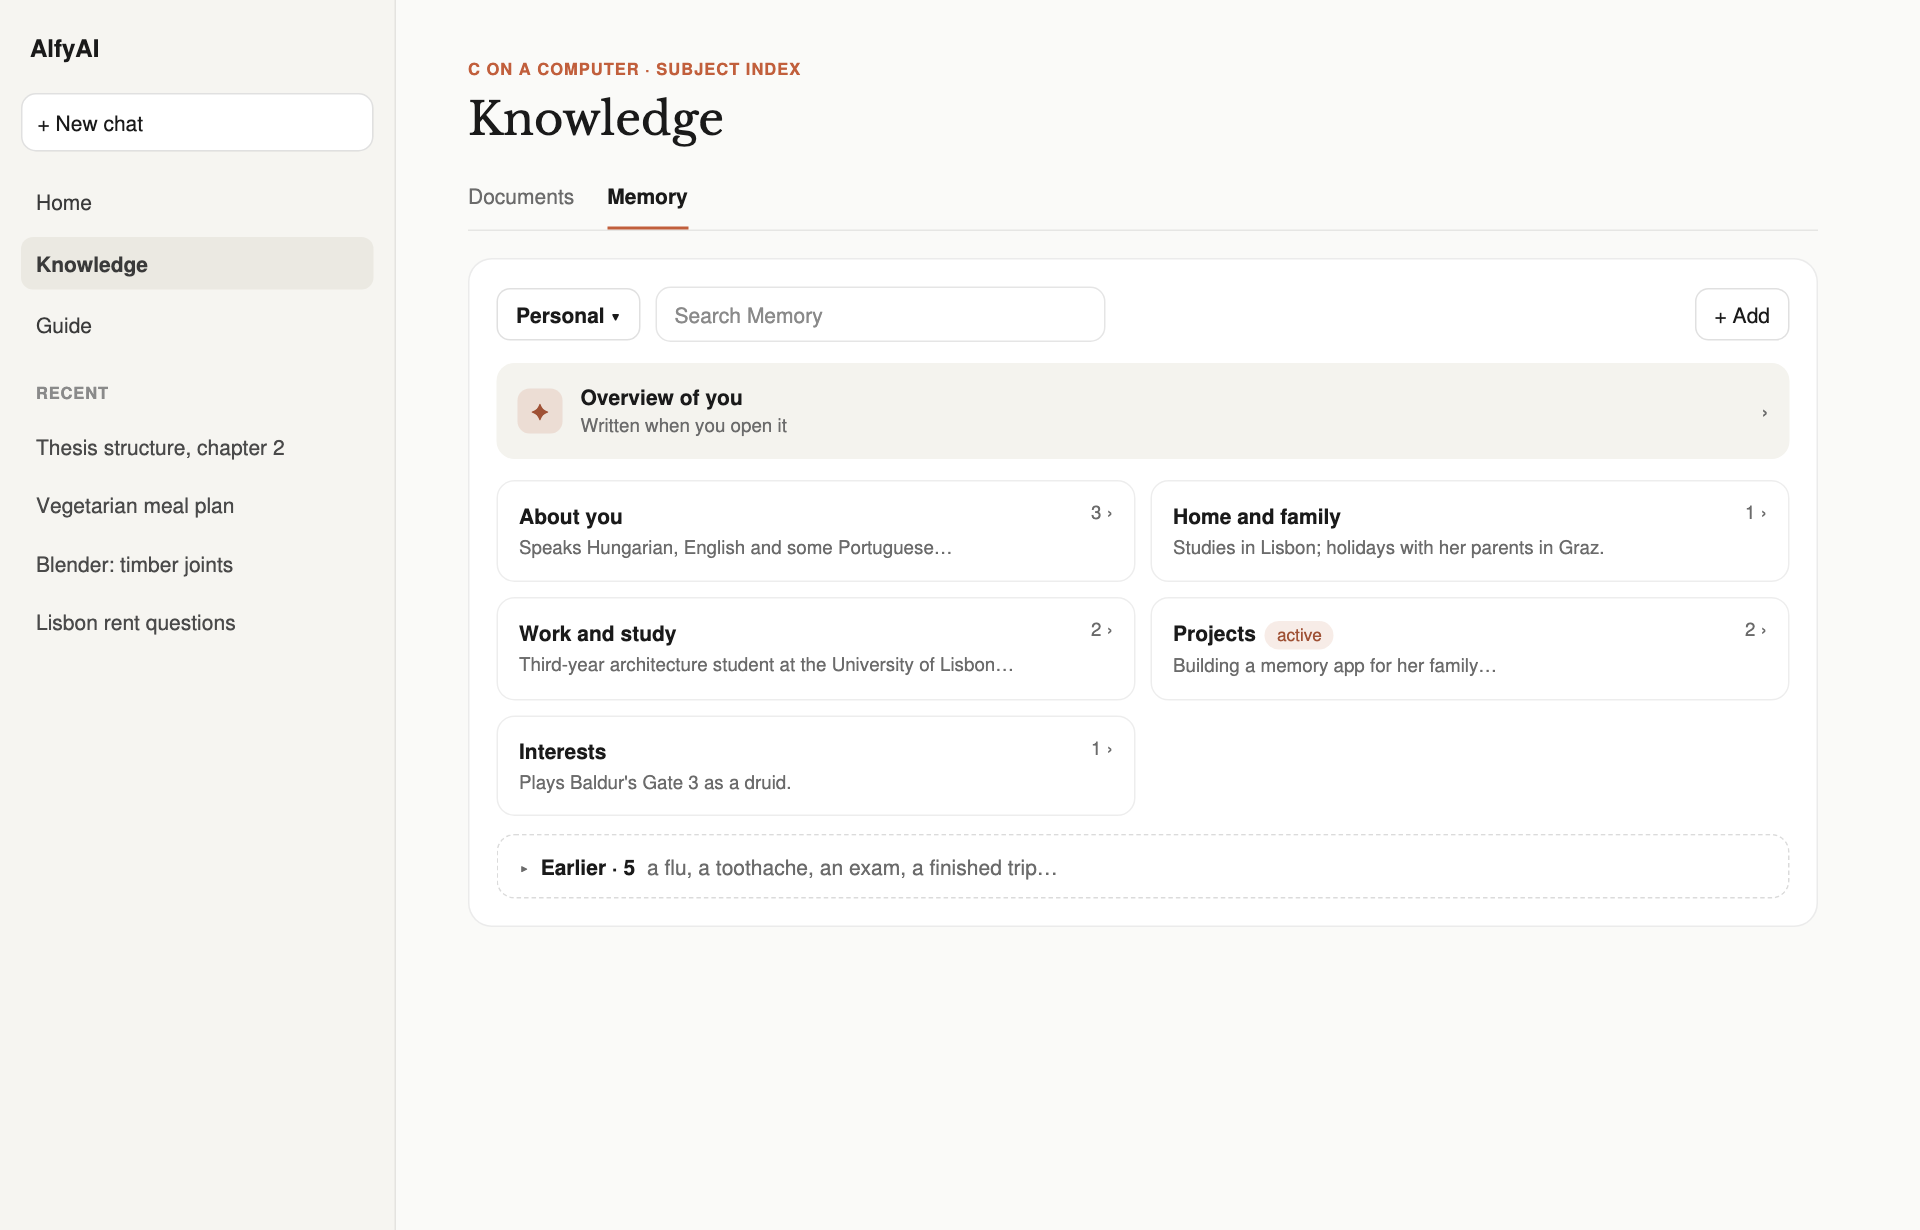 AlfyAI
+ New chat
Home
Knowledge
Guide
RECENT
Thesis structure, chapter 2
Vegetarian meal plan
Blender: timber joints
Lisbon rent questions
C ON A COMPUTER · SUBJECT INDEX
Knowledge
Documents Memory
Personal ▾ Search Memory + Add
Overview of you
Written when you open it ›
About you 3 ›
Speaks Hungarian, English and some Portuguese…
Home and family 1 ›
Studies in Lisbon; holidays with her parents in Graz.
Work and study 2 ›
Third-year architecture student at the University of Lisbon…
Projects active 2 ›
Building a memory app for her family…
Interests 1 ›
Plays Baldur's Gate 3 as a druid.
▸ Earlier · 5 a flu, a toothache, an exam, a finished trip…